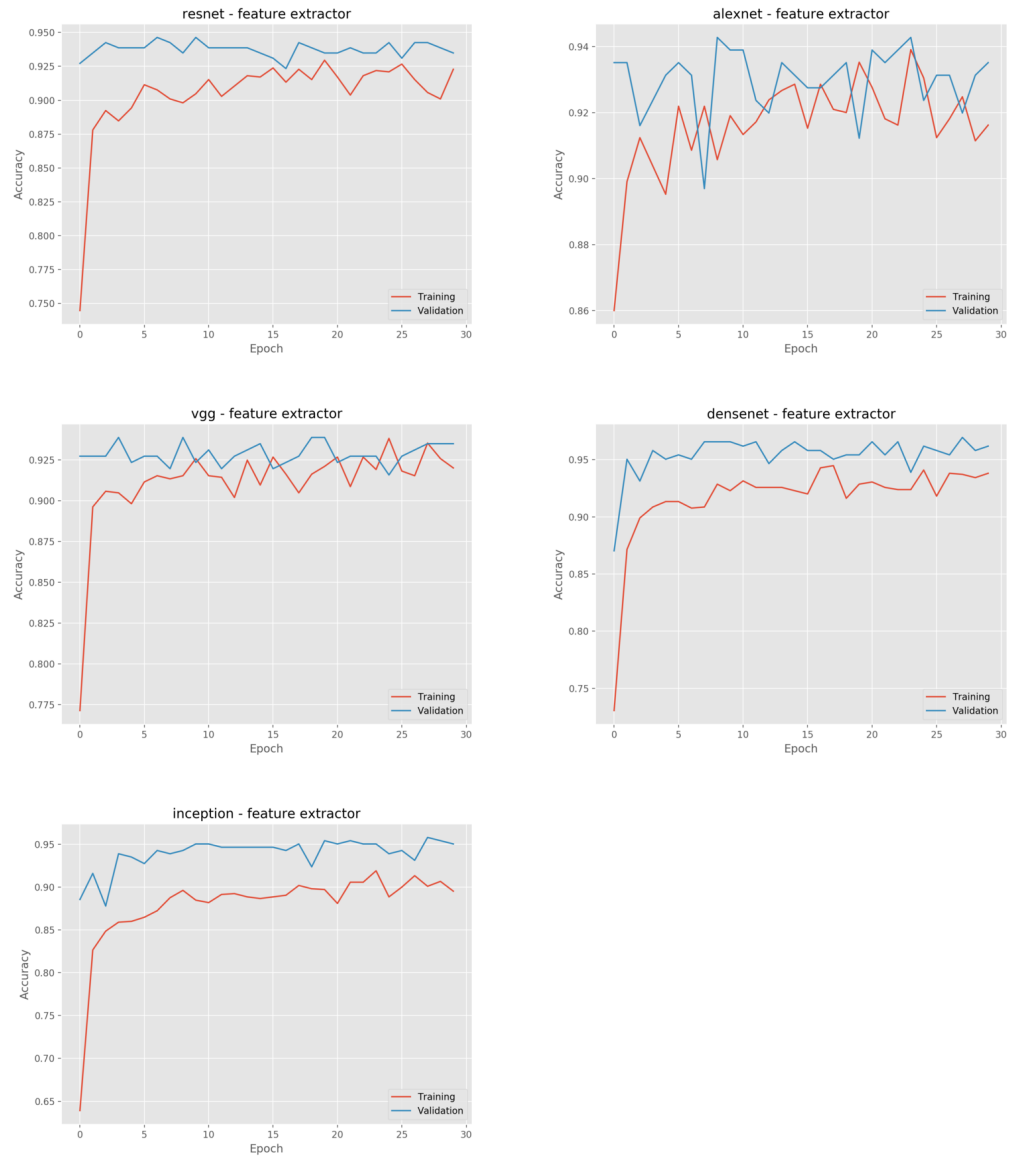 resnet - feature extractor
0.950
0.925
0.900
0.875
0.850
0.825
0.800
0.775
0.750
Accuracy
Training
Validation
0 5 10 15 20 25 30
Epoch
alexnet - feature extractor
0.94
0.92
0.90
0.88
0.86
Accuracy
Training
Validation
0 5 10 15 20 25 30
Epoch
vgg - feature extractor
0.925
0.900
0.875
0.850
0.825
0.800
0.775
Accuracy
Training
Validation
0 5 10 15 20 25 30
Epoch
densenet - feature extractor
0.95
0.90
0.85
0.80
0.75
Accuracy
Training
Validation
0 5 10 15 20 25 30
Epoch
inception - feature extractor
0.95
0.90
0.85
0.80
0.75
0.70
0.65
Accuracy
Training
Validation
0 5 10 15 20 25 30
Epoch